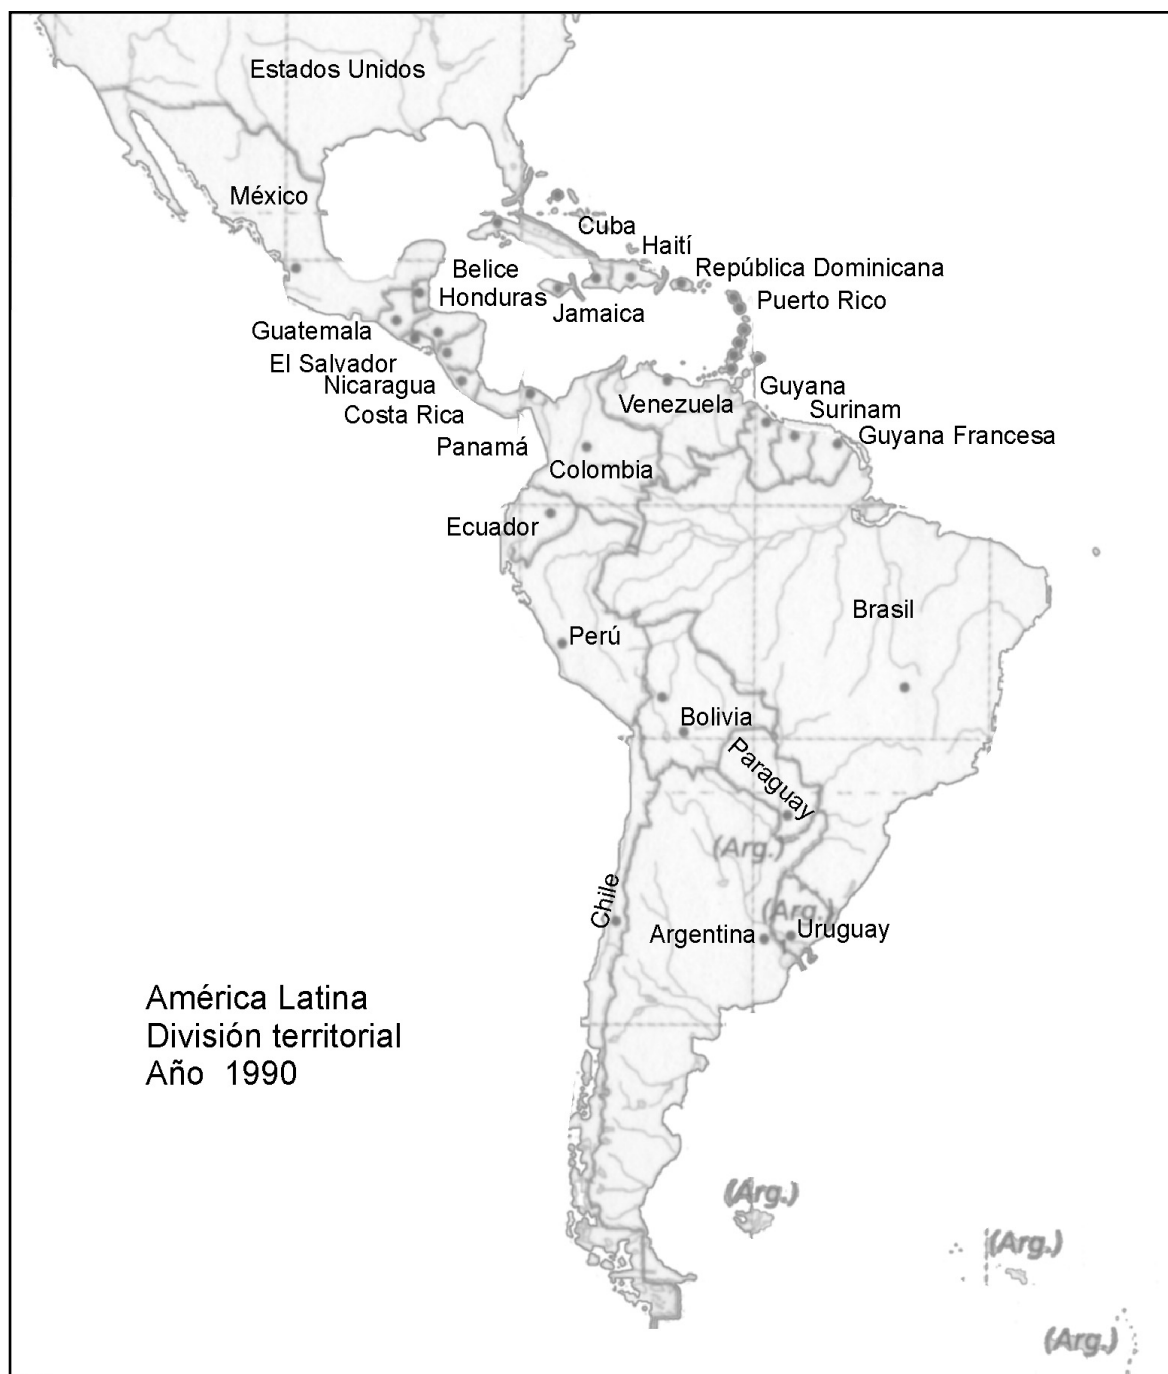 Estados Unidos
México
Cuba
Haití
Belice
República Dominicana
Honduras
Puerto Rico
Jamaica
Guatemala
El Salvador
Nicaragua
Guyana
Venezuela
Costa Rica
Surinam
Panamá
Guyana Francesa
Colombia
Ecuador
Brasil
Perú
Bolivia
Paraguay
(Arg.)
Chile
(Arg.)
Uruguay
Argentina
América Latina
División territorial
Año 1990
(Arg.)
(Arg.)
(Arg.)